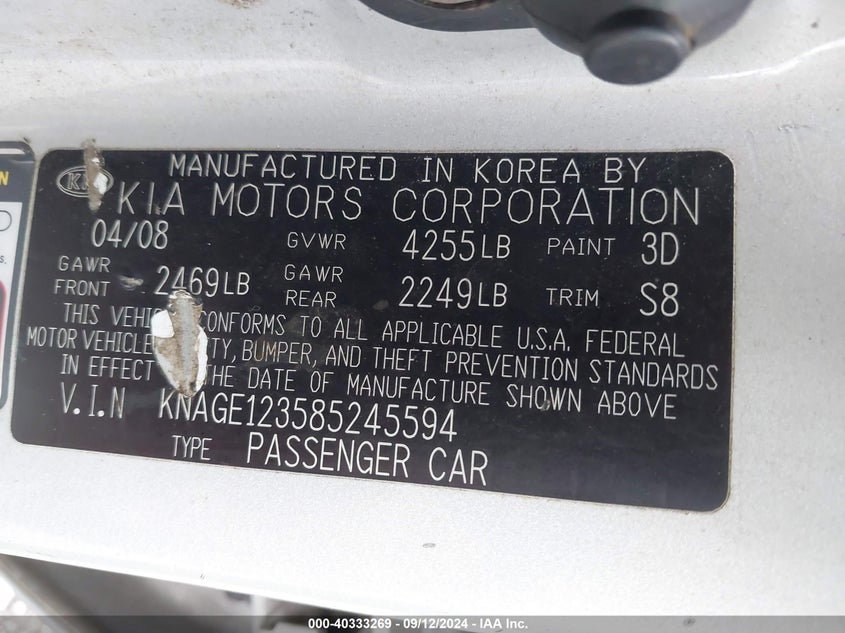 N
s.
KIA
MANUFACTURED IN KOREA BY
KIA MOTORS CORPORATION
04/08 GVWR 4255LB PAINT 3D
GAWR FRONT 2469LB GAWR REAR 2249LB TRIM S8
THIS CONFORMS TO ALL APPLICABLE U.S.A. FEDERAL
MOTOR VEHICLE BUMPER, AND THEFT PREVENTION STANDARDS
IN EFFECT THE DATE OF MANUFACTURE SHOWN ABOVE
V.I.N KNAGE123585245594
TYPE PASSENGER CAR
000-40333269 - 09/12/2024 - IAA Inc.